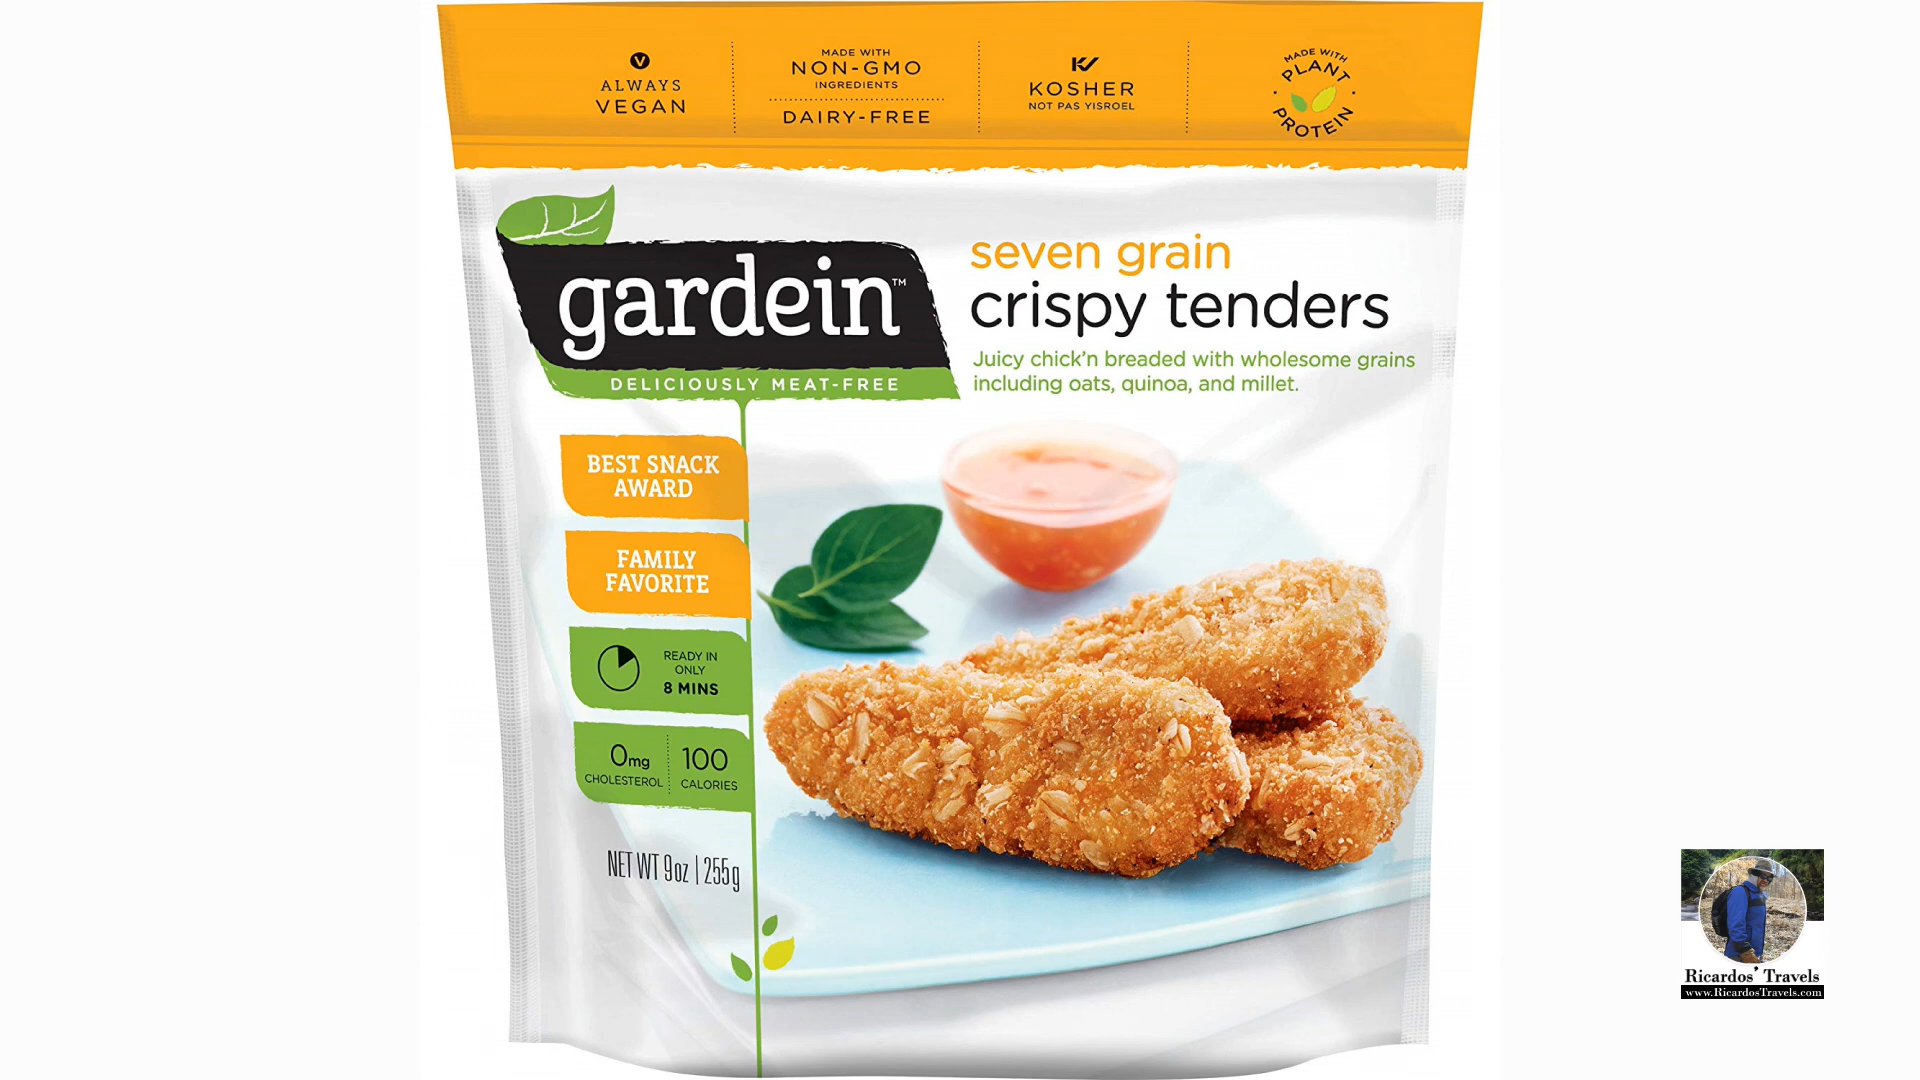 V
ALWAYS
VEGAN
MADE WITH
NON-GMO
INGREDIENTS
DAIRY-FREE
KOSHER
NOT PAS YISROEL
MADE WITH
PLANT
PROTEIN
gardein™
DELICIOUSLY MEAT-FREE
seven grain
crispy tenders
Juicy chick'n breaded with wholesome grains
including oats, quinoa, and millet.
BEST SNACK
AWARD
FAMILY
FAVORITE
READY IN
ONLY
8 MINS
0mg
CHOLESTEROL
100
CALORIES
NET WT 9oz | 255g
Ricardos' Travels
www.RicardosTravels.com